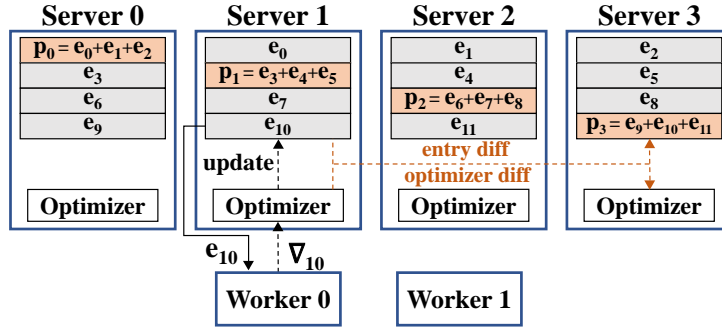 Server 0
Server 1
Server 2
Server 3
p0 = e0+e1+e2
e3
e6
e9
e0
p1 = e3+e4+e5
e7
e10
e1
e4
p2 = e6+e7+e8
e11
e2
e5
e8
p3 = e9+e10+e11
update
entry diff
optimizer diff
Optimizer
Optimizer
Optimizer
Optimizer
e10
∇10
Worker 0
Worker 1